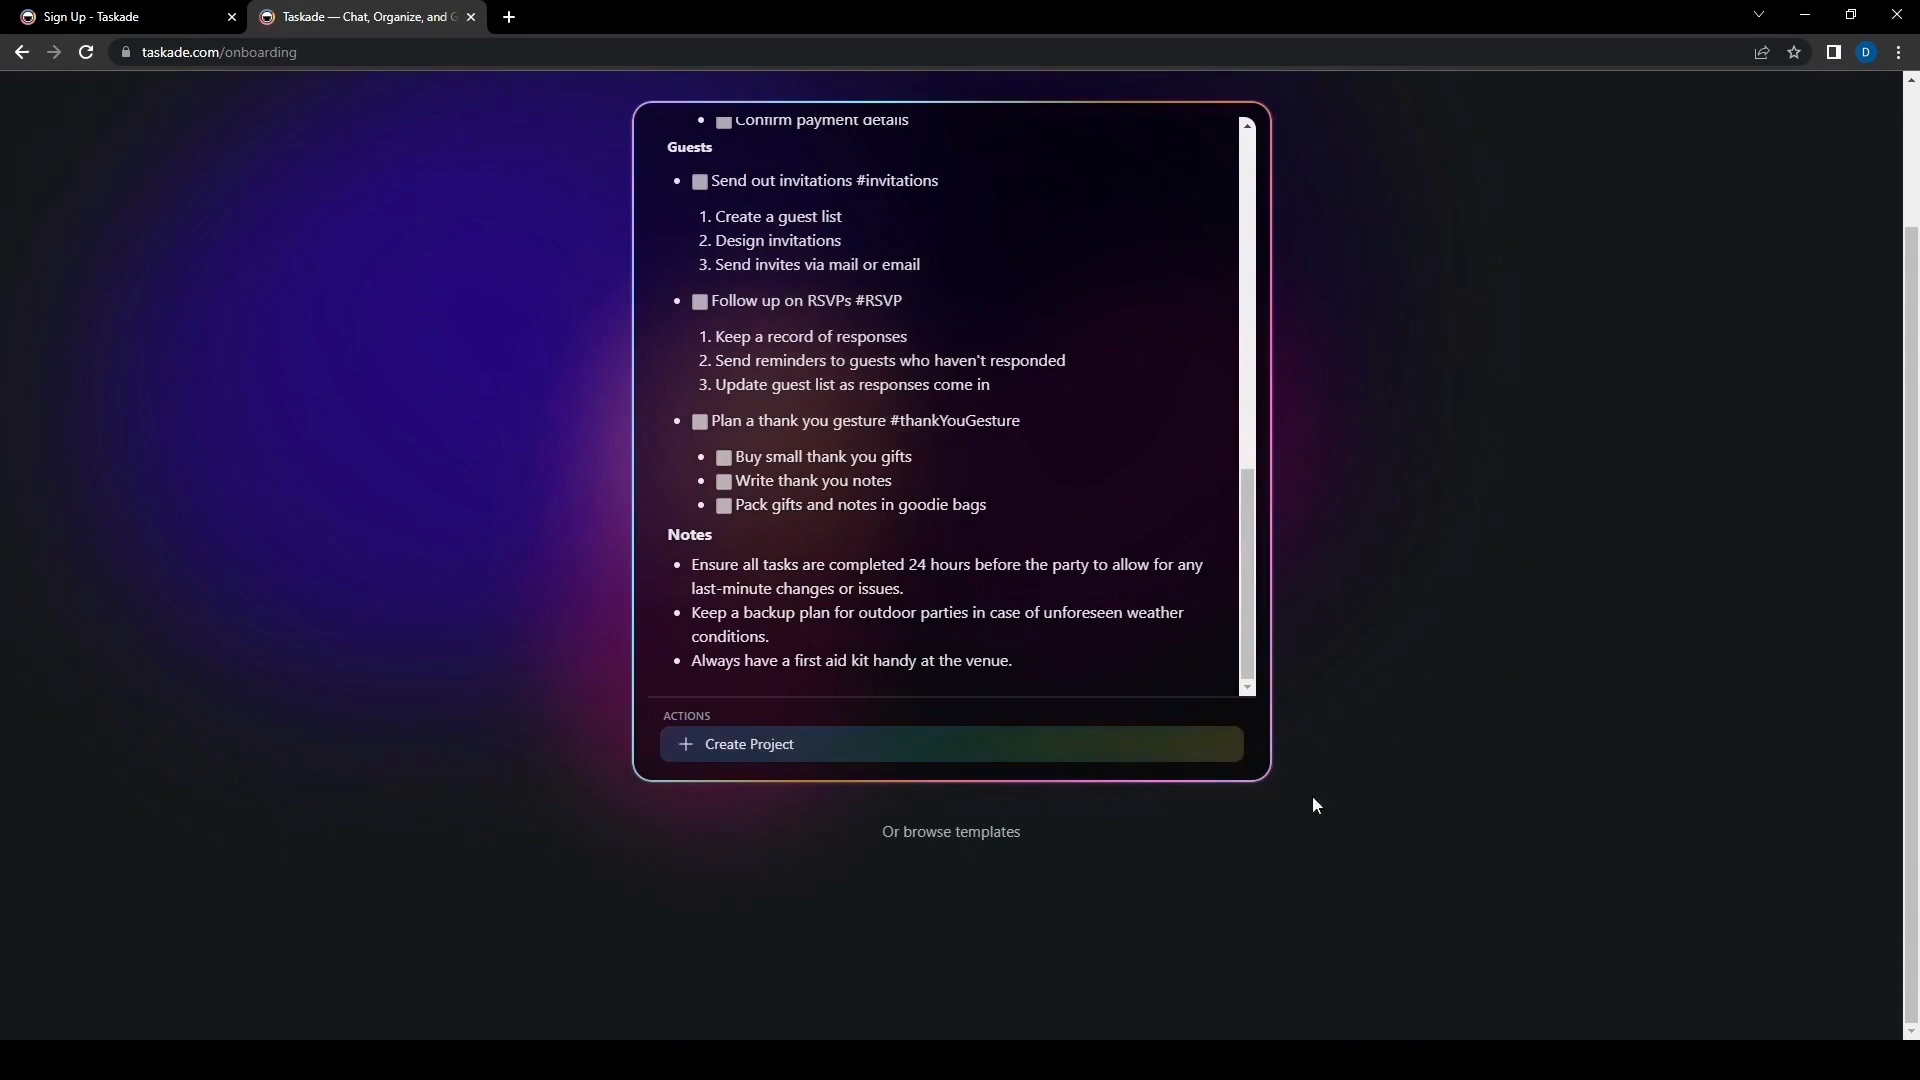 Sign Up - Taskade
Taskade — Chat, Organize, and G
taskade.com/onboarding
D
Confirm payment details
Guests
Send out invitations #invitations
1. Create a guest list
2. Design invitations
3. Send invites via mail or email
Follow up on RSVPs #RSVP
1. Keep a record of responses
2. Send reminders to guests who haven't responded
3. Update guest list as responses come in
Plan a thank you gesture #thankYouGesture
Buy small thank you gifts
Write thank you notes
Pack gifts and notes in goodie bags
Notes
Ensure all tasks are completed 24 hours before the party to allow for any
last-minute changes or issues.
Keep a backup plan for outdoor parties in case of unforeseen weather
conditions.
Always have a first aid kit handy at the venue.
ACTIONS
Create Project
Or browse templates